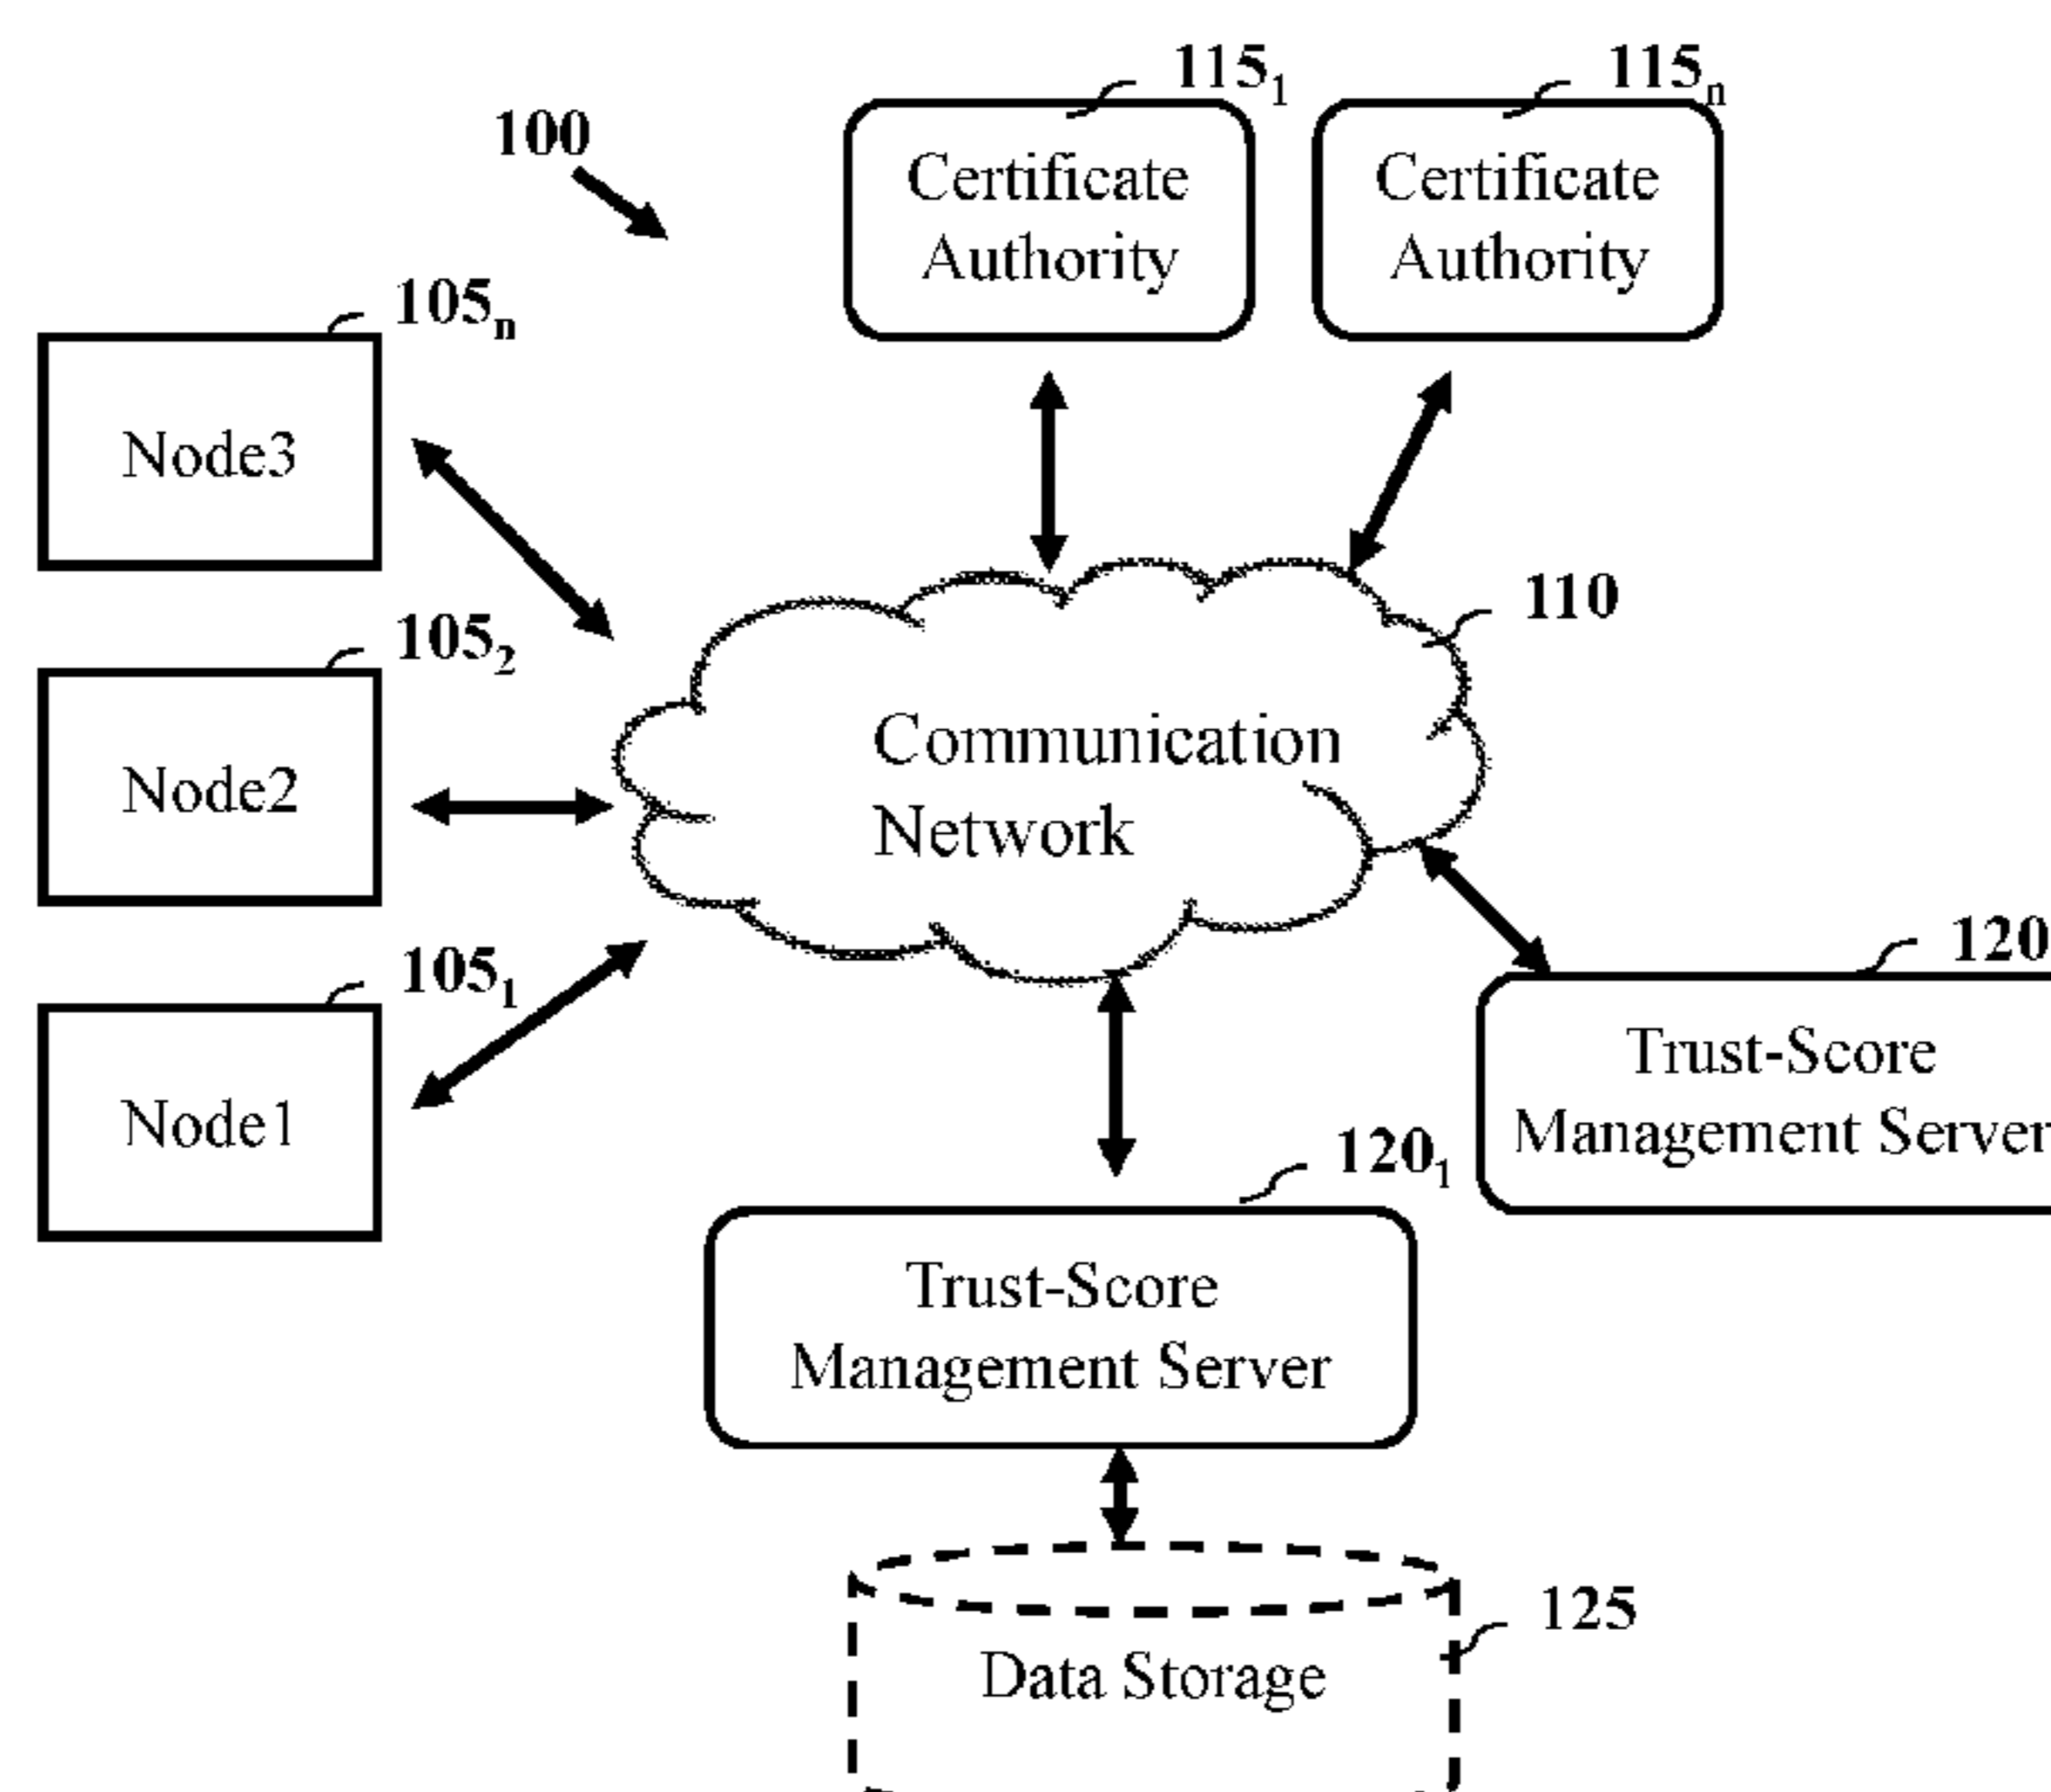 115₁
115ₙ
100
Certificate
Authority
Certificate
Authority
105ₙ
Node3
110
105₂
Communication
Network
Node2
120
105₁
Trust-Score
Management Server
Node1
120₁
Trust-Score
Management Server
125
Data Storage